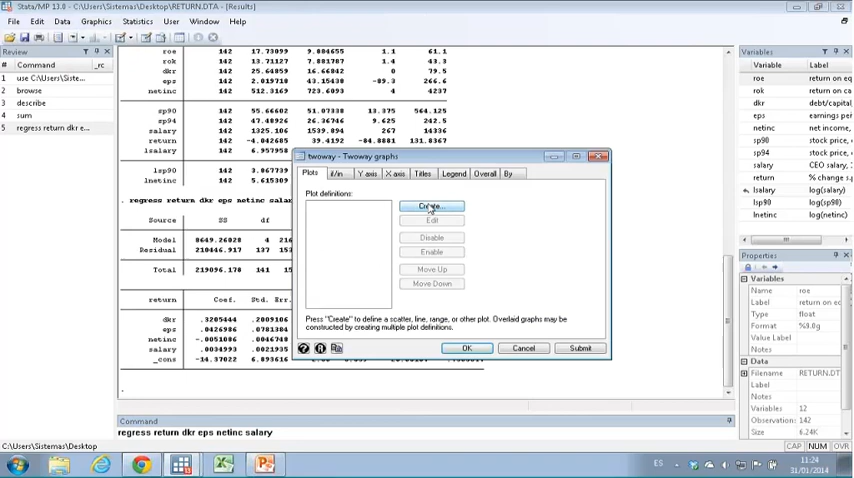 Stata/MP 13.0 - C:\Users\Sistemas\Desktop\RETURN.DTA - [Results]
File Edit Data Graphics Statistics User Window Help
Review
# Command _rc
1 use C:\Users\Siste...
2 browse
3 describe
4 sum
5 regress return dkr e...
roe 142 17.73099 9.884655 1.1 61.1
rok 142 13.71127 7.881787 1.4 43.3
dkr 142 25.64859 16.66842 0 79.5
eps 142 2.019718 43.15438 -89.3 266.6
netinc 142 512.3169 723.6093 4 4237
sp90 142 55.66602 51.07338 13.375 564.125
sp94 142 47.48926 26.36746 9.625 242.5
salary 142 1325.106 1539.894 267 14336
return 142 -4.042685 39.4192 -84.8881 131.8367
lsalary 142 6.957958
lsp90 142 3.867739
lnetinc 142 5.615309
. regress return dkr eps netinc salar
Source SS df
Model 8649.26028 4 216
Residual 210446.917 137 153
Total 219096.178 141 15
return Coef. Std. Err.
dkr .3205444 .2009106
eps .0426986 .0781384
netinc -.0051086 .0046748
salary .0034993 .0021935
_cons -14.37022 6.893616
.
twoway - Twoway graphs
Plots if/in Y axis X axis Titles Legend Overall By
Plot definitions:
Create...
Edit
Disable
Enable
Move Up
Move Down
Press "Create" to define a scatter, line, range, or other plot. Overlaid graphs may be
constructed by creating multiple plot definitions.
OK Cancel Submit
Command
regress return dkr eps netinc salary
Variables
Variable Label
roe return on eq
rok return on ca
dkr debt/capital,
eps earnings pe
netinc net income,
salary CEO salary,
return % change s
lsalary log(salary)
lsp90 log(sp90)
lnetinc log(netinc)
Properties
Variables
Name roe
Label return on eq
Type float
Format %9.0g
Value Label
Notes
Data
Filename RETURN.DTA
Label
Notes
Variables 12
Observation: 142
Size 6.24K
C:\Users\Sistemas\Desktop CAP NUM OVR
ES
11:24
31/01/2014